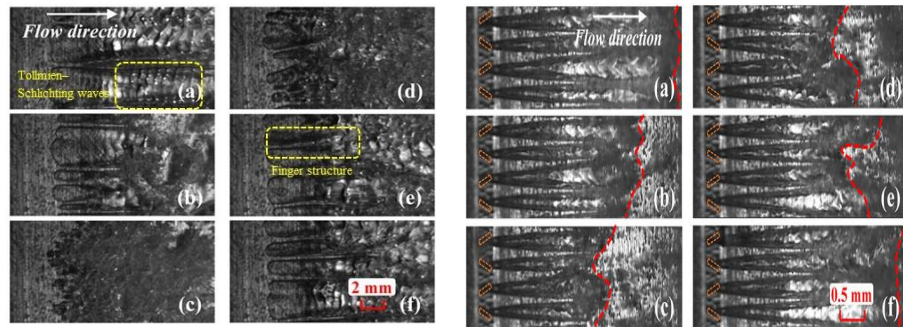 Flow direction
Tollmien–
Schlichting waves
(a)
(d)
(b)
(e)
Finger structure
(c)
(f)
2 mm
Flow direction
(a)
(d)
(b)
(e)
(c)
(f)
0.5 mm